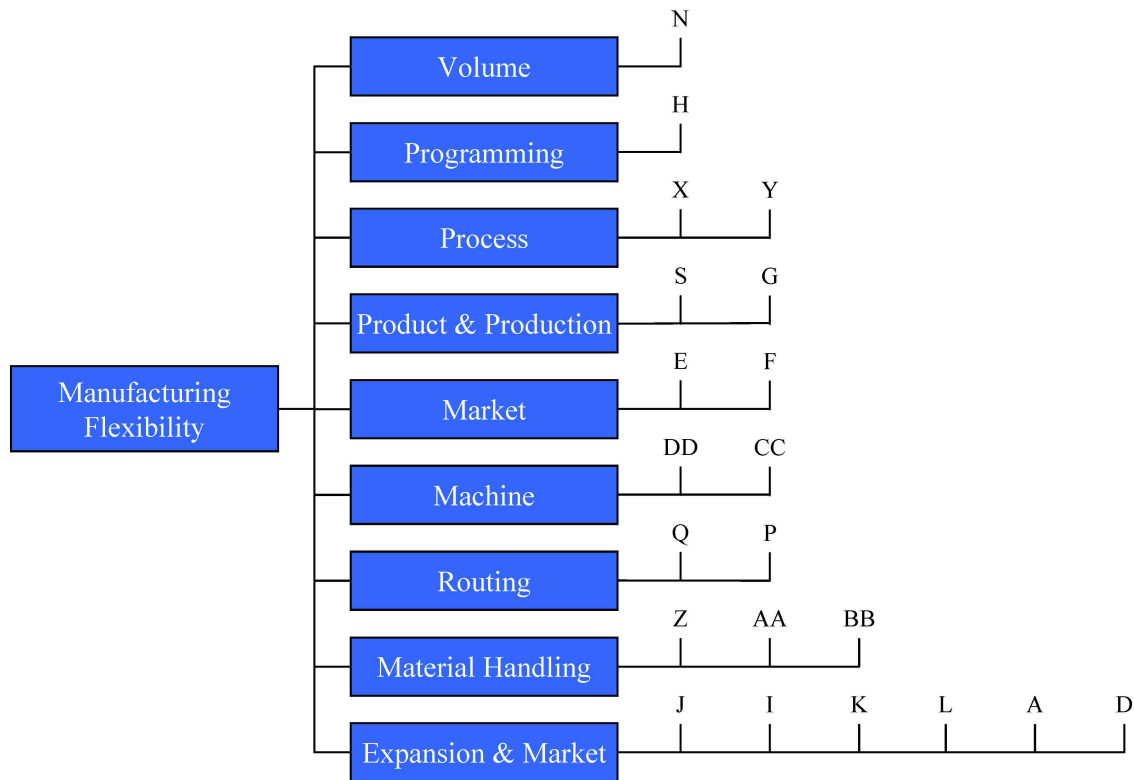 N
Volume
H
Programming
X Y
Process
S G
Product & Production
E F
Manufacturing
Flexibility
Market
DD CC
Machine
Q P
Routing
Z AA BB
Material Handling
J I K L A D
Expansion & Market